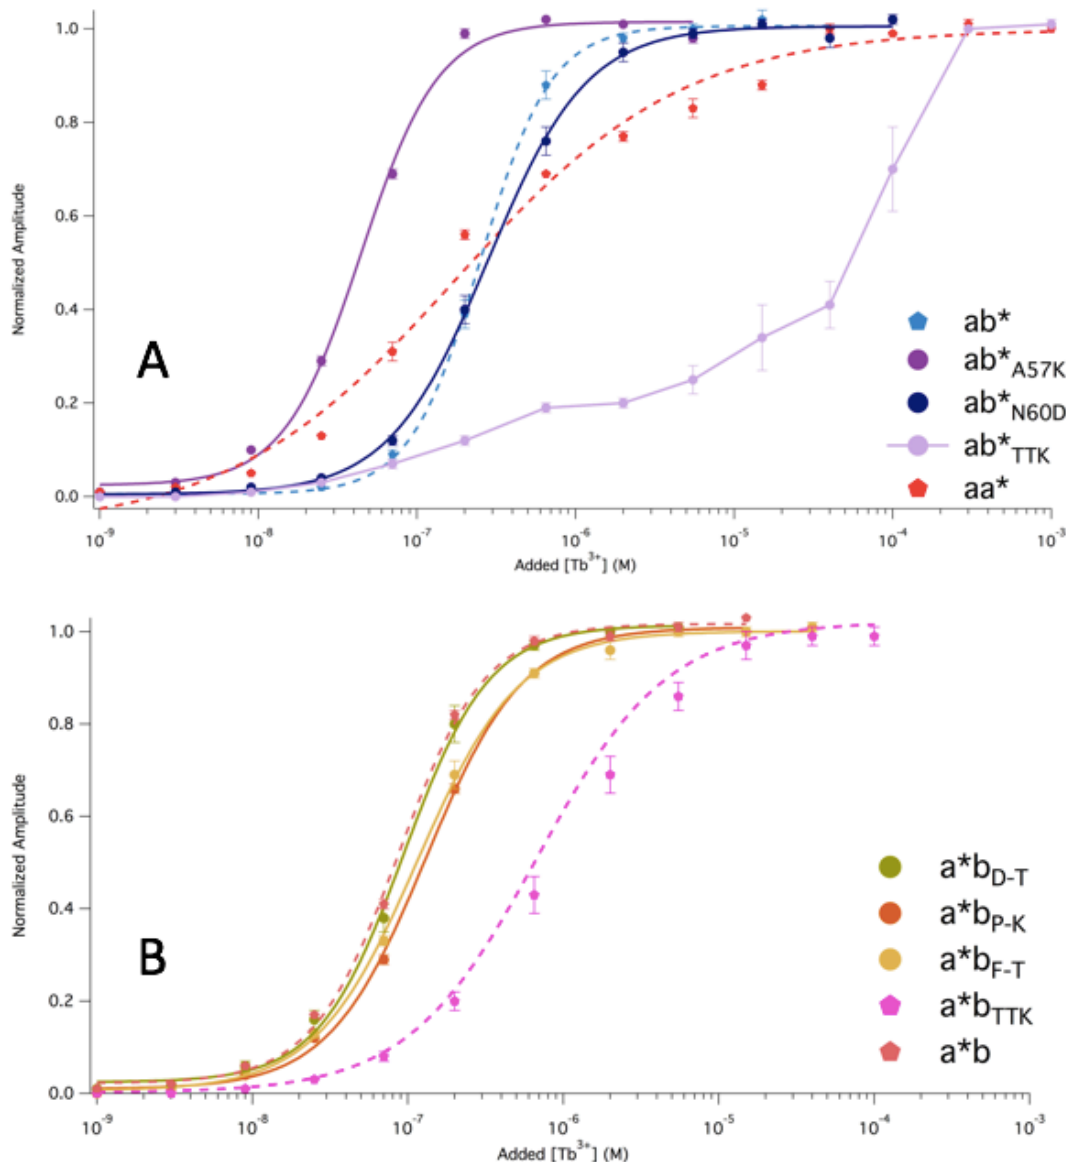 1.0
0.8
0.6
0.4
0.2
0.0
Normalized Amplitude
A
ab*
ab*A57K
ab*N60D
ab*TTK
aa*
10-9 10-8 10-7 10-6 10-5 10-4 10-3
Added [Tb3+] (M)
1.0
0.8
0.6
0.4
0.2
0.0
Normalized Amplitude
B
a*bD-T
a*bP-K
a*bF-T
a*bTTK
a*b
10-9 10-8 10-7 10-6 10-5 10-4 10-3
Added [Tb3+] (M)